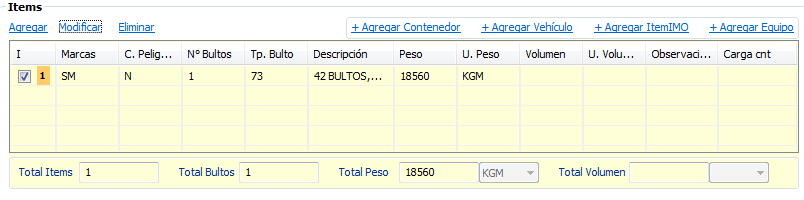 Items
Agregar Modificar Eliminar + Agregar Contenedor + Agregar Vehículo + Agregar ItemIMO + Agregar Equipo
I Marcas C. Pelig... N° Bultos Tp. Bulto Descripción Peso U. Peso Volumen U. Volu... Observaci... Carga cnt
1 SM N 1 73 42 BULTOS,... 18560 KGM
Total Items 1 Total Bultos 1 Total Peso 18560 KGM Total Volumen